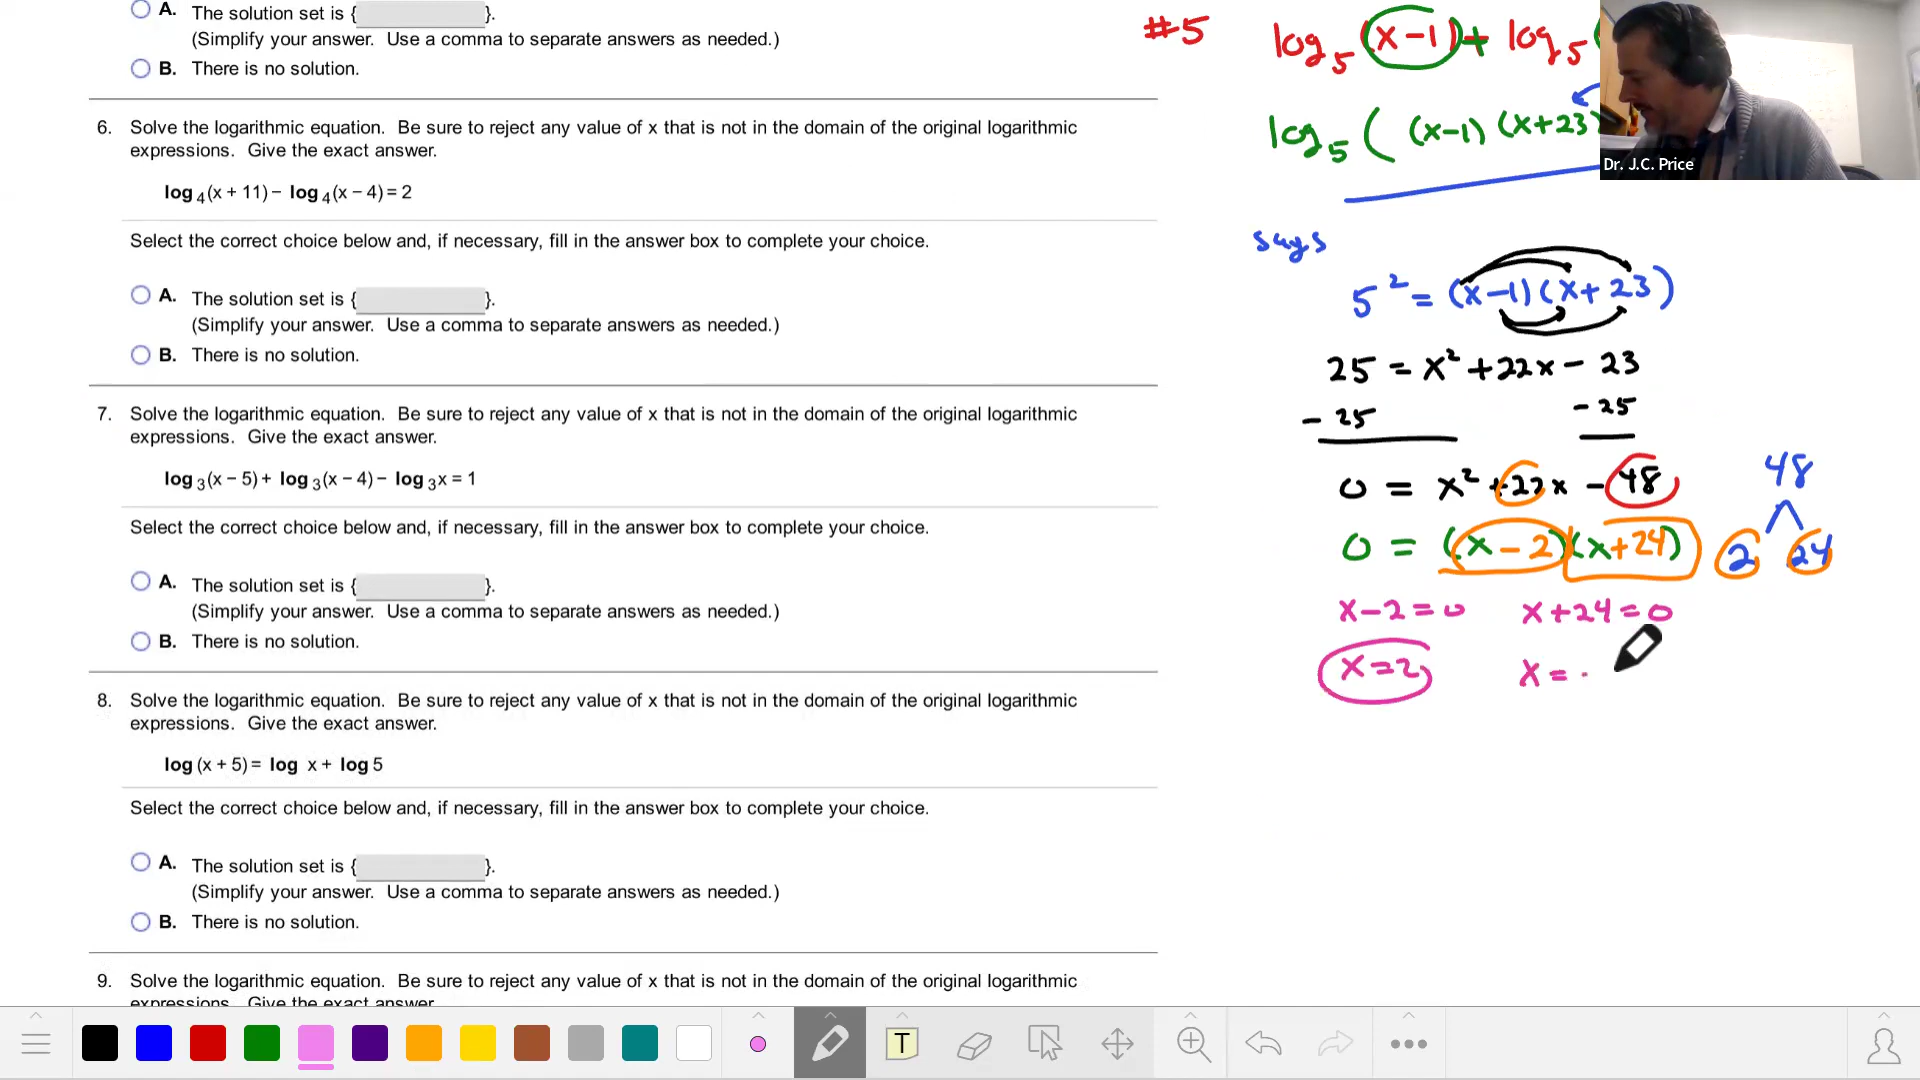 A. The solution set is { }.
(Simplify your answer. Use a comma to separate answers as needed.)
B. There is no solution.
6. Solve the logarithmic equation. Be sure to reject any value of x that is not in the domain of the original logarithmic
expressions. Give the exact answer.
log 4(x + 11) − log 4(x − 4) = 2
Select the correct choice below and, if necessary, fill in the answer box to complete your choice.
A. The solution set is { }.
(Simplify your answer. Use a comma to separate answers as needed.)
B. There is no solution.
7. Solve the logarithmic equation. Be sure to reject any value of x that is not in the domain of the original logarithmic
expressions. Give the exact answer.
log 3(x − 5) + log 3(x − 4) − log 3x = 1
Select the correct choice below and, if necessary, fill in the answer box to complete your choice.
A. The solution set is { }.
(Simplify your answer. Use a comma to separate answers as needed.)
B. There is no solution.
8. Solve the logarithmic equation. Be sure to reject any value of x that is not in the domain of the original logarithmic
expressions. Give the exact answer.
log (x + 5) = log x + log 5
Select the correct choice below and, if necessary, fill in the answer box to complete your choice.
A. The solution set is { }.
(Simplify your answer. Use a comma to separate answers as needed.)
B. There is no solution.
9. Solve the logarithmic equation. Be sure to reject any value of x that is not in the domain of the original logarithmic
expressions. Give the exact answer.
#5 log5 (x−1) + log5 (
log5 ( (x−1) (x+23)
says
5² = (x−1)(x+23)
25 = x² +22x − 23
− 25 − 25
0 = x² +22x − 48
48
0 = (x−2)(x+24)
2 24
x−2=0 x+24=0
x=2 x = -
Dr. J.C. Price
T